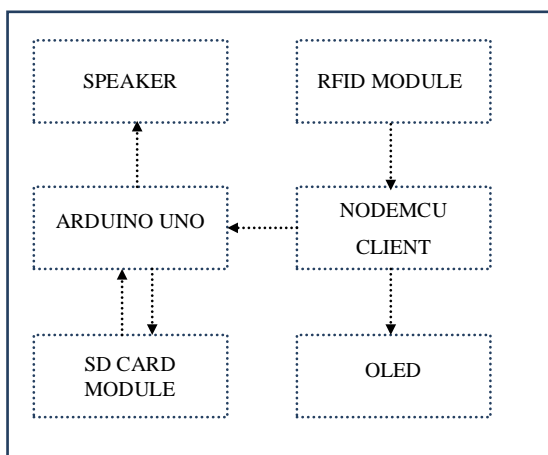 SPEAKER
RFID MODULE
ARDUINO UNO
NODEMCU
CLIENT
SD CARD
MODULE
OLED